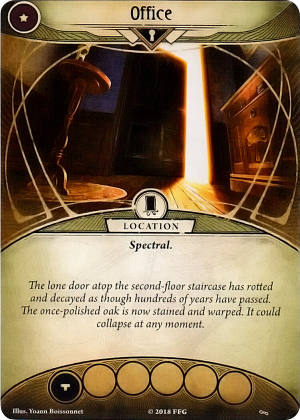 Office
LOCATION
Spectral.
The lone door atop the second-floor staircase has rotted
and decayed as though hundreds of years have passed.
The once-polished oak is now stained and warped. It could
collapse at any moment.
Illus. Yoann Boissonnet
© 2018 FFG